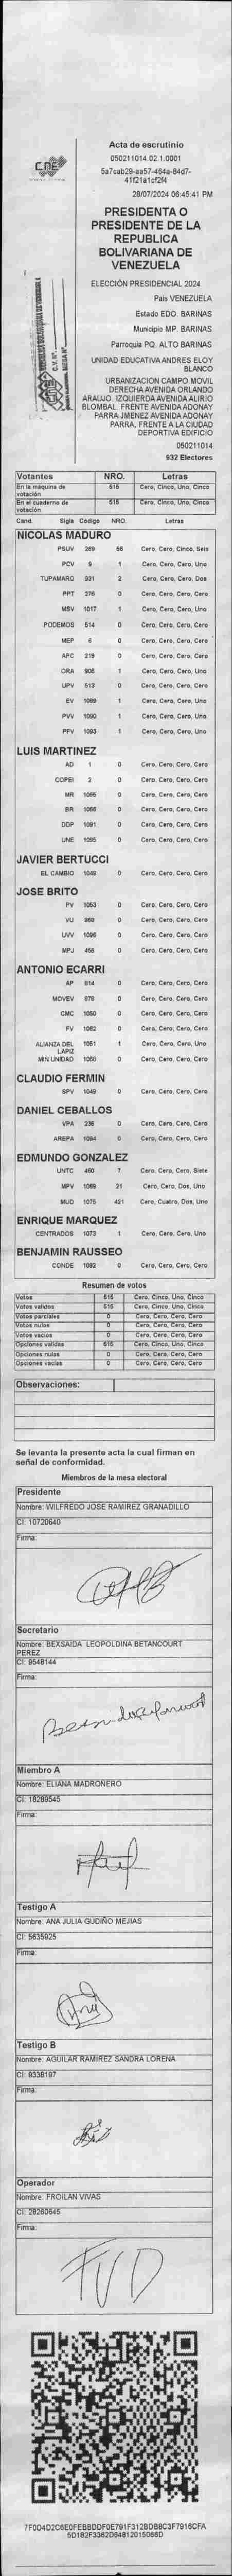 CNE
Acta de escrutinio
050211014.02.1.0001
28/07/2024 06:45:41 PM
PRESIDENTA O
PRESIDENTE DE LA
REPUBLICA
BOLIVARIANA DE
VENEZUELA
ELECCIÓN PRESIDENCIAL 2024
Pais VENEZUELA
Estado EDO. BARINAS
Municipio MP. BARINAS
Parroquia PQ. ALTO BARINAS
UNIDAD EDUCATIVA ANDRES ELOY
BLANCO
URBANIZACIÓN CAMPO MOVIL
DERECHA AVENIDA ORLANDO
ARAUJO. IZQUIERDA AVENIDA ALIRIO
BLOMBAL. FRENTE AVENIDA ADONAY
PARRA JIMENEZ AVENIDA ADONAY
PARRA, FRENTE A LA CIUDAD
DEPORTIVA EDIFICIO
050211014
932 Electores
Votantes NRO. Letras
En la máquina de votación 515 Cero, Cinco, Uno, Cinco
En el cuaderno de votación 515 Cero, Cinco, Uno, Cinco
Cand. Sigla Código NRO. Letras
NICOLAS MADURO
PSUV 269 56 Cero, Cero, Cinco, Seis
PCV 9 1 Cero, Cero, Cero, Uno
TUPAMARO 931 2 Cero, Cero, Cero, Dos
PPT 376 0 Cero, Cero, Cero, Cero
MSV 1017 1 Cero, Cero, Cero, Uno
PODEMOS 514 0 Cero, Cero, Cero, Cero
MEP 6 0 Cero, Cero, Cero, Cero
APC 219 0 Cero, Cero, Cero, Cero
ORA 906 1 Cero, Cero, Cero, Uno
UPV 513 0 Cero, Cero, Cero, Cero
EV 1089 1 Cero, Cero, Cero, Uno
PVV 1090 1 Cero, Cero, Cero, Uno
PFV 1093 1 Cero, Cero, Cero, Uno
LUIS MARTINEZ
AD 1 0 Cero, Cero, Cero, Cero
COPEI 2 0 Cero, Cero, Cero, Cero
MR 1065 0 Cero, Cero, Cero, Cero
BR 1066 0 Cero, Cero, Cero, Cero
DDP 1091 0 Cero, Cero, Cero, Cero
UNE 1095 0 Cero, Cero, Cero, Cero
JAVIER BERTUCCI
EL CAMBIO 1048 0 Cero, Cero, Cero, Cero
JOSE BRITO
PV 1053 0 Cero, Cero, Cero, Cero
VU 968 0 Cero, Cero, Cero, Cero
UVV 1096 0 Cero, Cero, Cero, Cero
MPJ 458 0 Cero, Cero, Cero, Cero
ANTONIO ECARRI
AP 814 0 Cero, Cero, Cero, Cero
MOVEV 878 0 Cero, Cero, Cero, Cero
CMC 1050 0 Cero, Cero, Cero, Cero
FV 1082 0 Cero, Cero, Cero, Cero
ALIANZA DEL LAPIZ 1051 1 Cero, Cero, Cero, Uno
MIN UNIDAD 1058 0 Cero, Cero, Cero, Cero
CLAUDIO FERMIN
SPV 1049 0 Cero, Cero, Cero, Cero
DANIEL CEBALLOS
VPA 236 0 Cero, Cero, Cero, Cero
AREPA 1094 0 Cero, Cero, Cero, Cero
EDMUNDO GONZALEZ
UNTC 460 7 Cero, Cero, Cero, Siete
MPV 1069 21 Cero, Cero, Dos, Uno
MUD 1075 421 Cero, Cuatro, Dos, Uno
ENRIQUE MARQUEZ
CENTRADOS 1073 1 Cero, Cero, Cero, Uno
BENJAMIN RAUSSEO
CONDE 1092 0 Cero, Cero, Cero, Cero
Resumen de votos
Votos 515 Cero, Cinco, Uno, Cinco
Votos validos 515 Cero, Cinco, Uno, Cinco
Votos parciales 0 Cero, Cero, Cero, Cero
Votos nulos 0 Cero, Cero, Cero, Cero
Votos vacios 0 Cero, Cero, Cero, Cero
Opciones validas 515 Cero, Cinco, Uno, Cinco
Opciones nulas 0 Cero, Cero, Cero, Cero
Opciones vacias 0 Cero, Cero, Cero, Cero
Observaciones:
Se levanta la presente acta la cual firman en
señal de conformidad.
Miembros de la mesa electoral
Presidente
Nombre: WILFREDO JOSE RAMIREZ GRANADILLO
CI: 10720640
Firma:
Secretario
Nombre: BEXSAIDA LEOPOLDINA BETANCOURT
PEREZ
CI: 9548144
Firma:
Miembro A
Nombre: ELIANA MADROÑERO
CI: 18289545
Firma:
Testigo A
Nombre: ANA JULIA GUDIÑO MEJIAS
CI: 5635925
Firma:
Testigo B
Nombre: AGUILAR RAMIREZ SANDRA LORENA
CI: 9338197
Firma:
Operador
Nombre: FROILAN VIVAS
CI: 28260645
Firma: